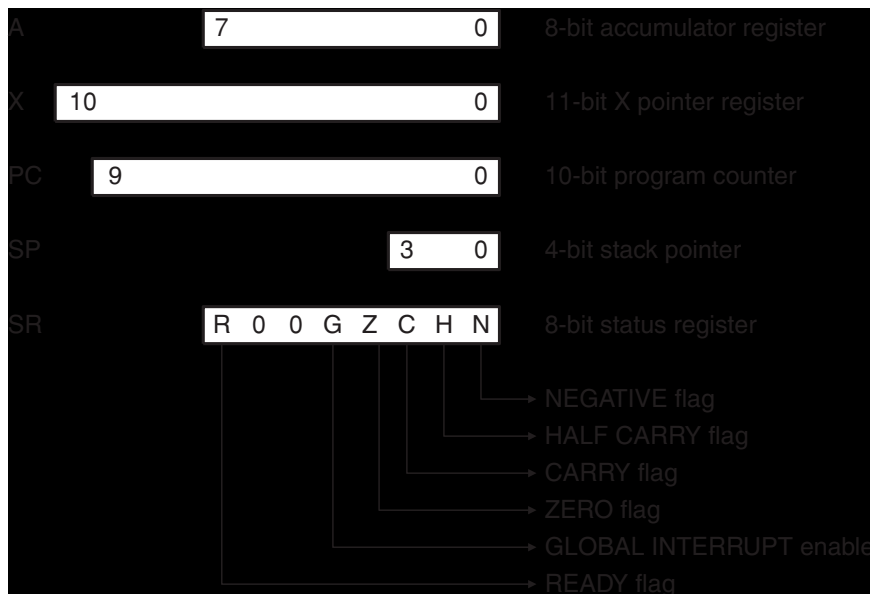 A 7 0 8-bit accumulator register
X 10 0 11-bit X pointer register
PC 9 0 10-bit program counter
SP 3 0 4-bit stack pointer
SR R 0 0 G Z C H N 8-bit status register
NEGATIVE flag
HALF CARRY flag
CARRY flag
ZERO flag
GLOBAL INTERRUPT enable
READY flag